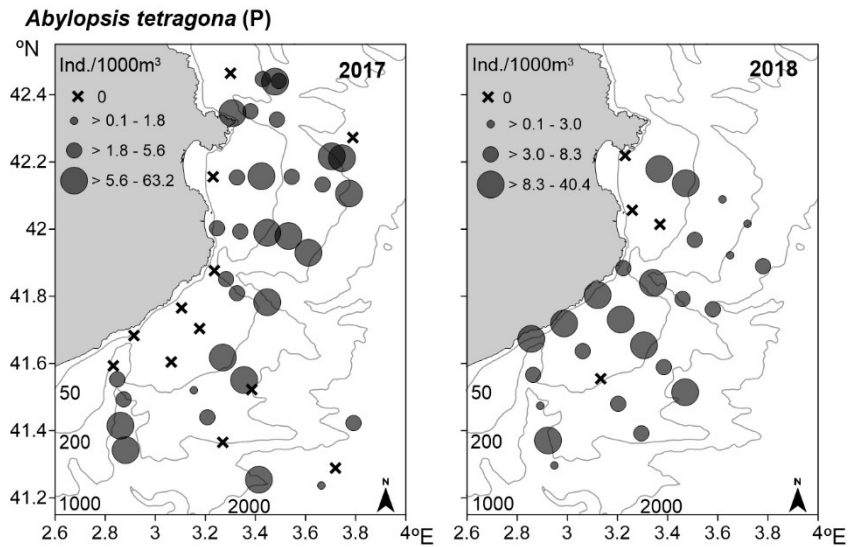 Abylopsis tetragona (P)
ºN
Ind./1000m³
2017
0
> 0.1 - 1.8
> 1.8 - 5.6
> 5.6 - 63.2
42.4
42.2
42
41.8
41.6
41.4
41.2
50
200
1000
2000
N
2.6
2.8
3
3.2
3.4
3.6
3.8
4
ºE
Ind./1000m³
2018
0
> 0.1 - 3.0
> 3.0 - 8.3
> 8.3 - 40.4
50
200
1000
2000
N
2.6
2.8
3
3.2
3.4
3.6
3.8
4
ºE